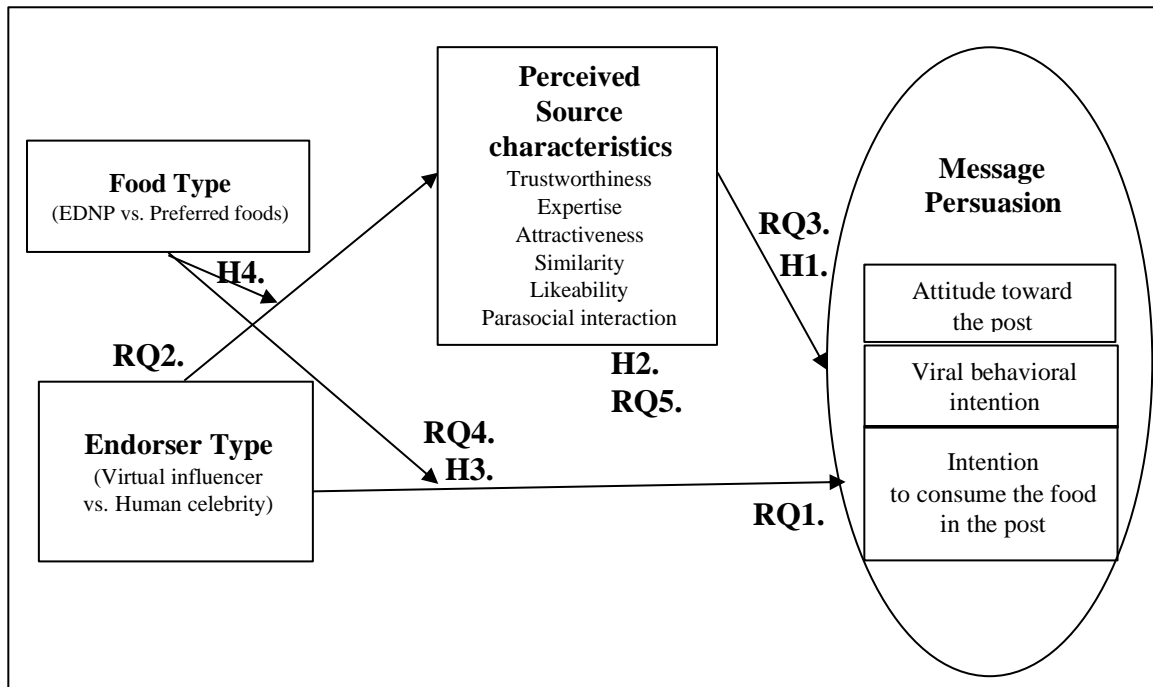 Perceived
Source
characteristics
Trustworthiness
Expertise
Attractiveness
Similarity
Likeability
Parasocial interaction
Food Type
(EDNP vs. Preferred foods)
H4.
RQ2.
Endorser Type
(Virtual influencer
vs. Human celebrity)
RQ4.
H3.
H2.
RQ5.
RQ3.
H1.
RQ1.
Message
Persuasion
Attitude toward
the post
Viral behavioral
intention
Intention
to consume the food
in the post